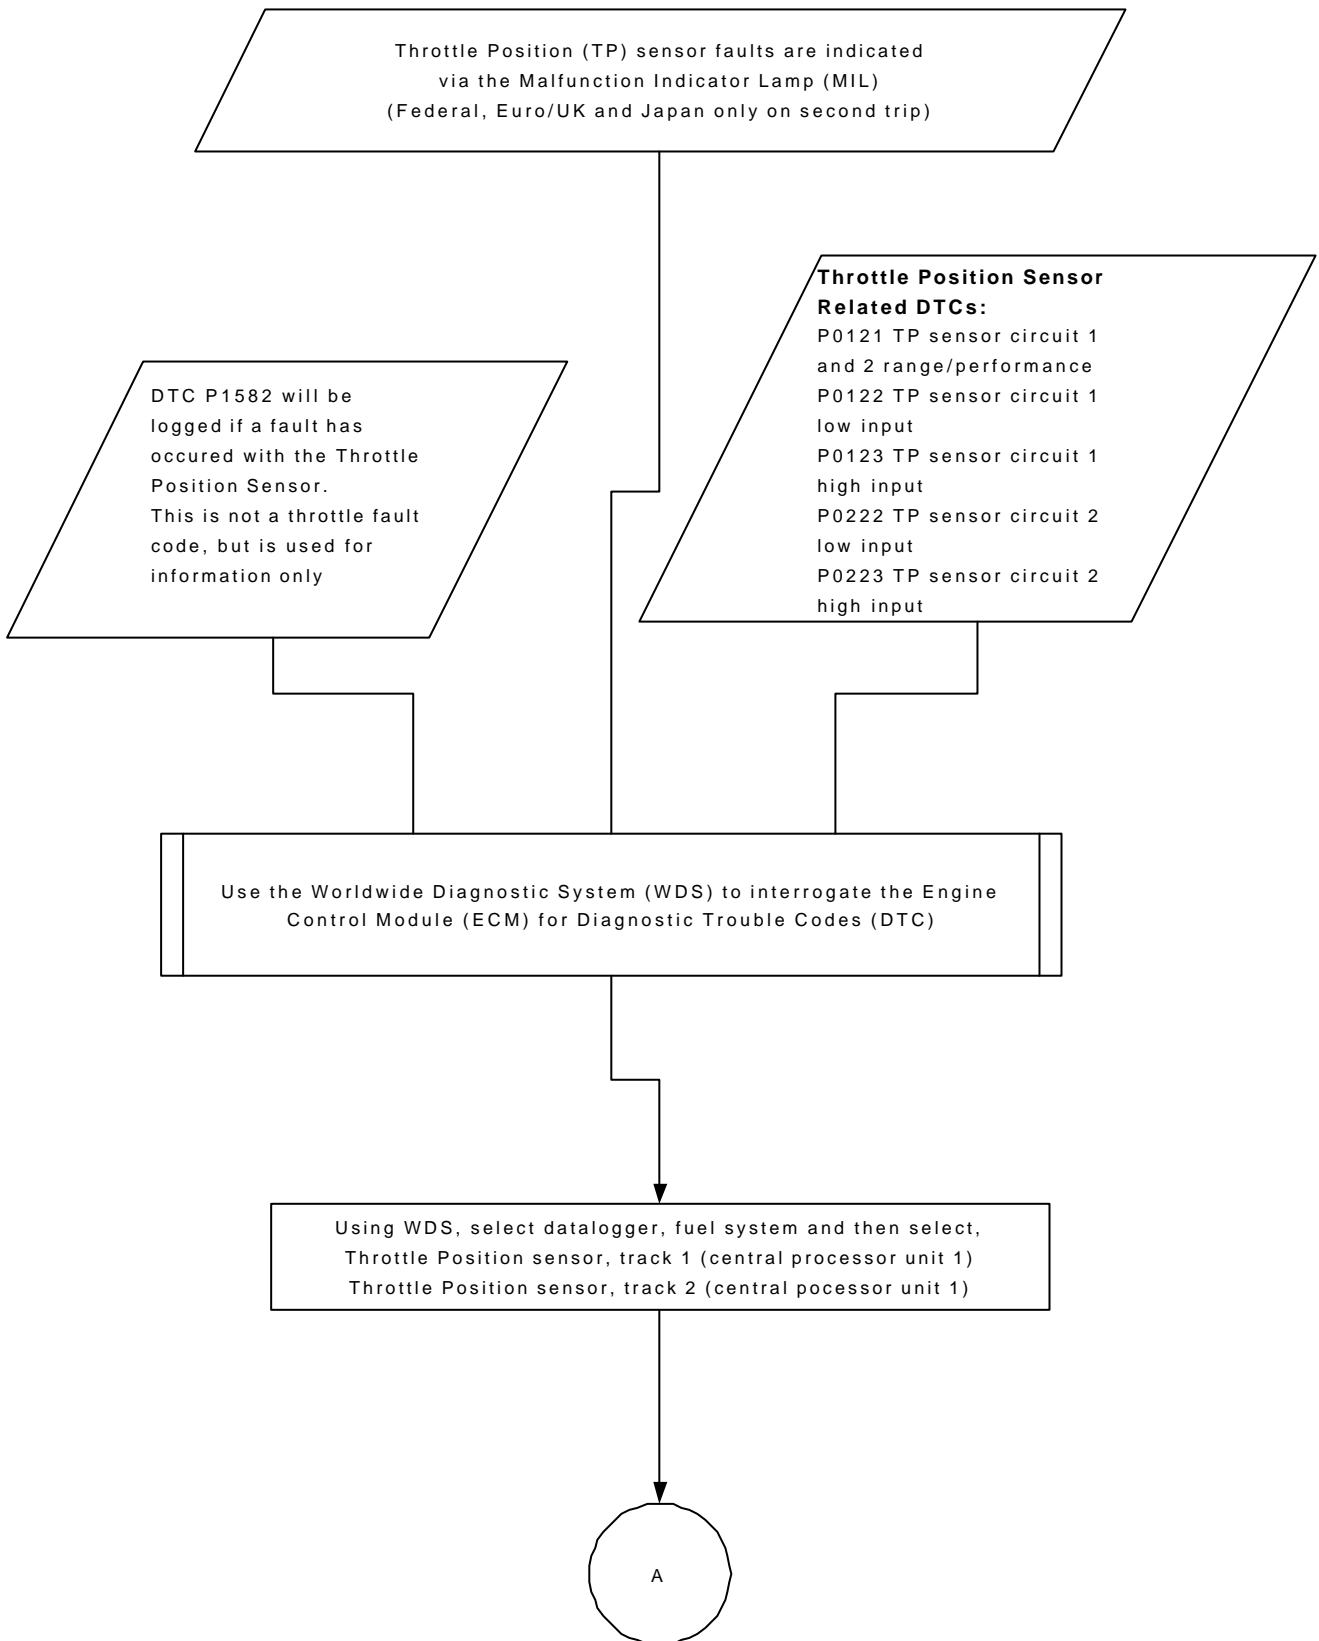 Throttle Position (TP) sensor faults are indicated
via the Malfunction Indicator Lamp (MIL)
(Federal, Euro/UK and Japan only on second trip)
Throttle Position Sensor
Related DTCs:
P0121 TP sensor circuit 1
and 2 range/performance
P0122 TP sensor circuit 1
low input
P0123 TP sensor circuit 1
high input
P0222 TP sensor circuit 2
low input
P0223 TP sensor circuit 2
high input
DTC P1582 will be
logged if a fault has
occured with the Throttle
Position Sensor.
This is not a throttle fault
code, but is used for
information only
Use the Worldwide Diagnostic System (WDS) to interrogate the Engine
Control Module (ECM) for Diagnostic Trouble Codes (DTC)
Using WDS, select datalogger, fuel system and then select,
Throttle Position sensor, track 1 (central processor unit 1)
Throttle Position sensor, track 2 (central pocessor unit 1)
A